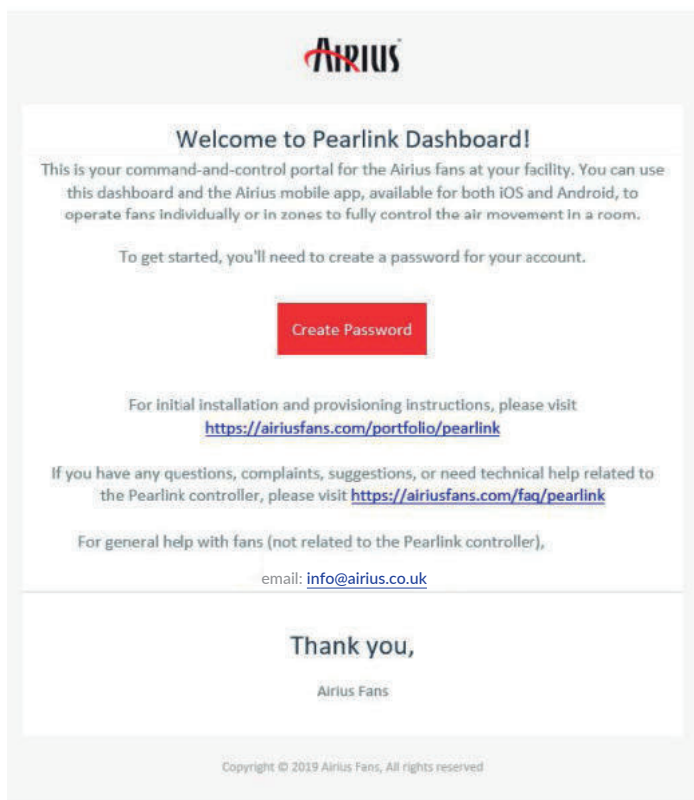 AIRIUS
Welcome to Pearlink Dashboard!
This is your command-and-control portal for the Airius fans at your facility. You can use
this dashboard and the Airius mobile app, available for both iOS and Android, to
operate fans individually or in zones to fully control the air movement in a room.
To get started, you'll need to create a password for your account.
Create Password
For initial installation and provisioning instructions, please visit
https://airiusfans.com/portfolio/pearlink
If you have any questions, complaints, suggestions, or need technical help related to
the Pearlink controller, please visit https://airiusfans.com/faq/pearlink
For general help with fans (not related to the Pearlink controller),
email: info@airius.co.uk
Thank you,
Airius Fans
Copyright © 2019 Airius Fans, All rights reserved